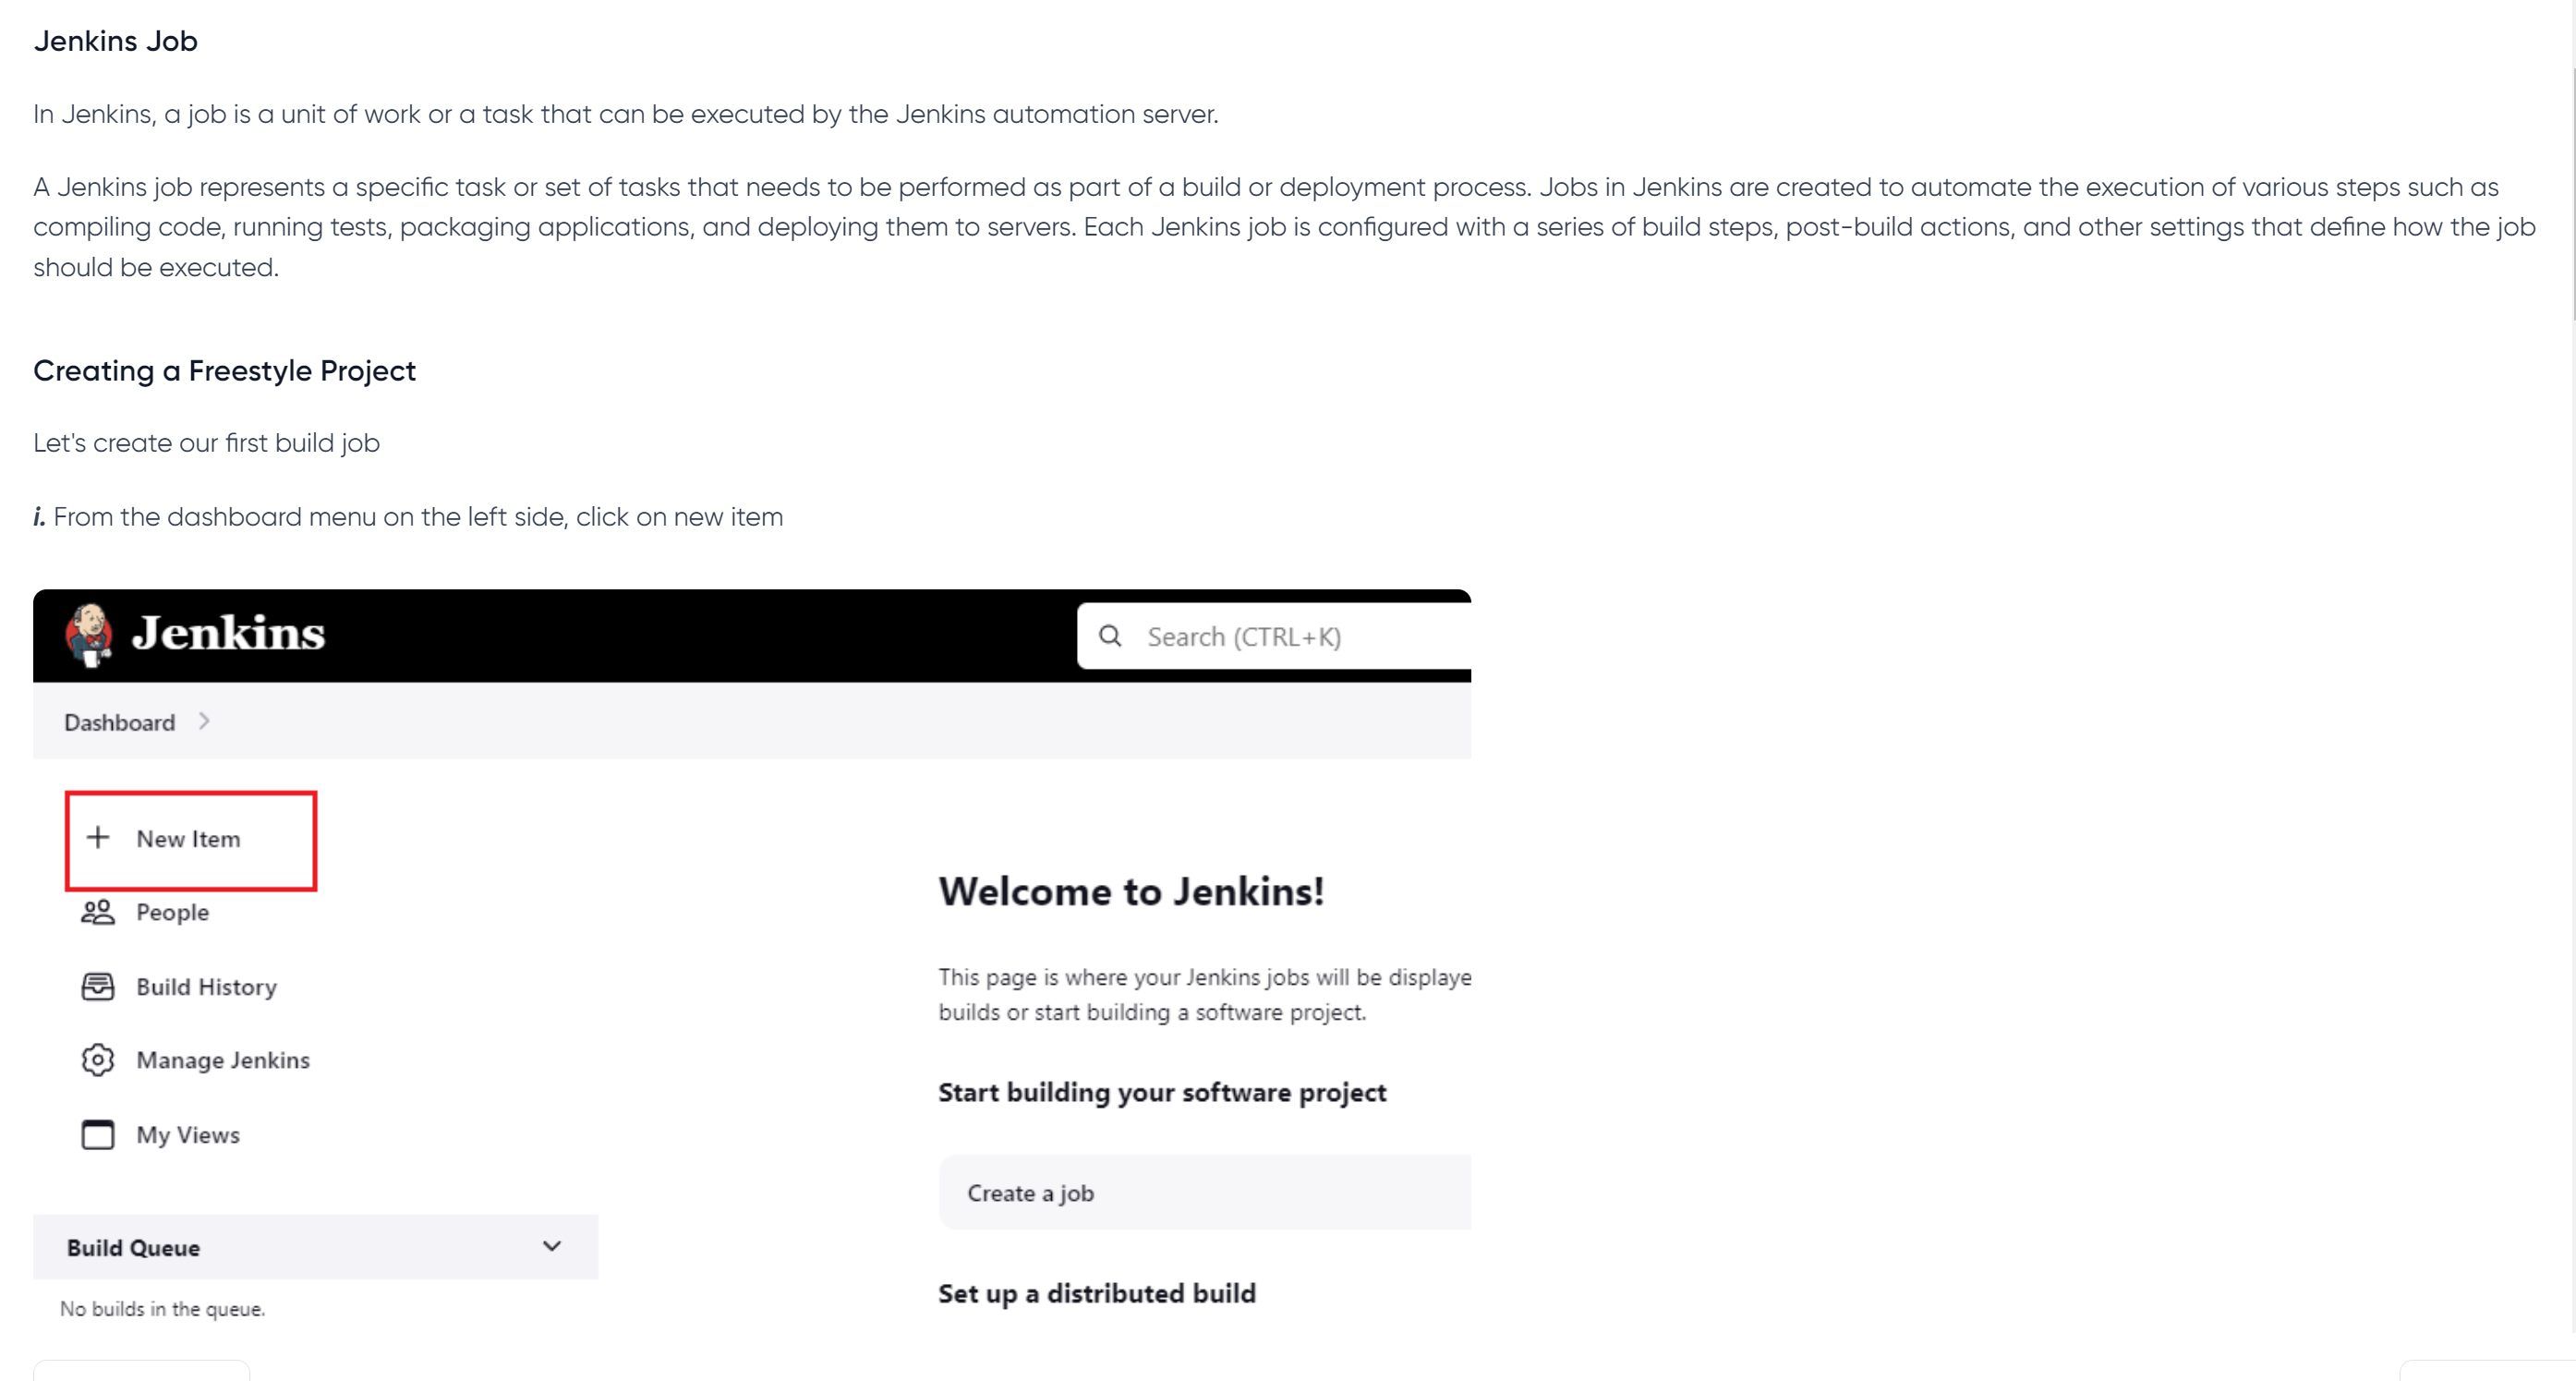 Jenkins Job
In Jenkins, a job is a unit of work or a task that can be executed by the Jenkins automation server.
A Jenkins job represents a specific task or set of tasks that needs to be performed as part of a build or deployment process. Jobs in Jenkins are created to automate the execution of various steps such as
compiling code, running tests, packaging applications, and deploying them to servers. Each Jenkins job is configured with a series of build steps, post-build actions, and other settings that define how the job
should be executed.
Creating a Freestyle Project
Let's create our first build job
i. From the dashboard menu on the left side, click on new item
Jenkins
Search (CTRL+K)
Dashboard
New Item
People
Build History
Manage Jenkins
My Views
Build Queue
No builds in the queue.
Welcome to Jenkins!
This page is where your Jenkins jobs will be displaye
builds or start building a software project.
Start building your software project
Create a job
Set up a distributed build